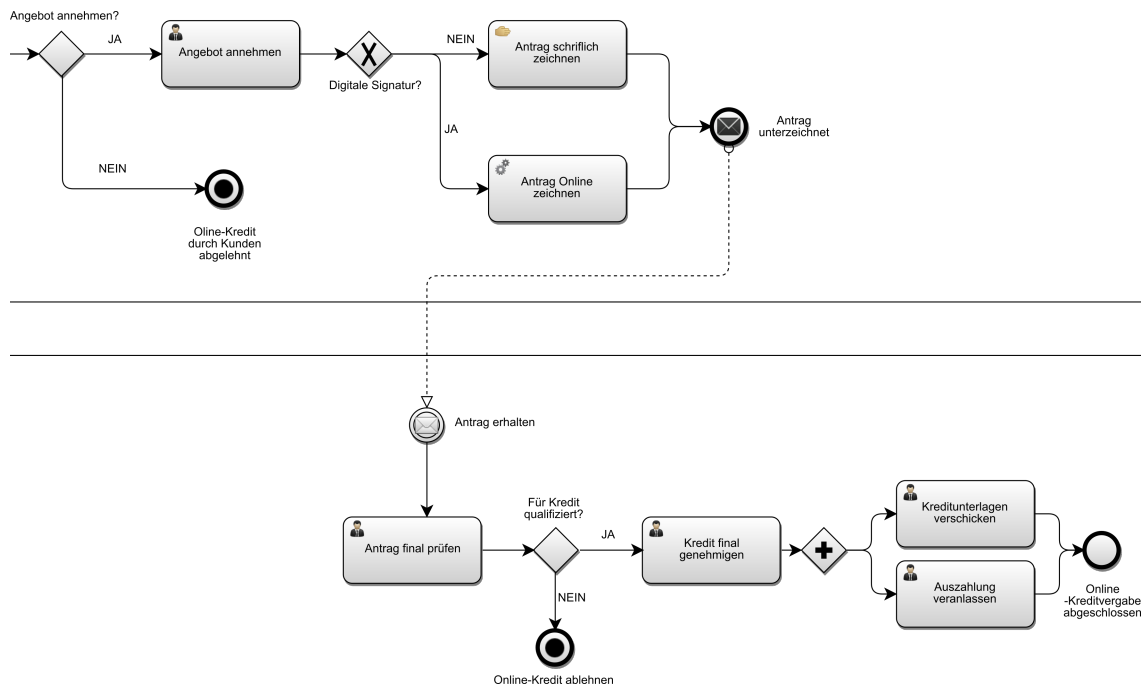 Angebot annehmen?
JA
Angebot annehmen
Digitale Signatur?
NEIN
Antrag schriflich
zeichnen
JA
Antrag Online
zeichnen
Antrag
unterzeichnet
NEIN
Oline-Kredit
durch Kunden
abgelehnt
Antrag erhalten
Antrag final prüfen
Für Kredit
qualifiziert?
JA
NEIN
Online-Kredit ablehnen
Kredit final
genehmigen
Kreditunterlagen
verschicken
Auszahlung
veranlassen
Online
-Kreditvergabe
abgeschlossen